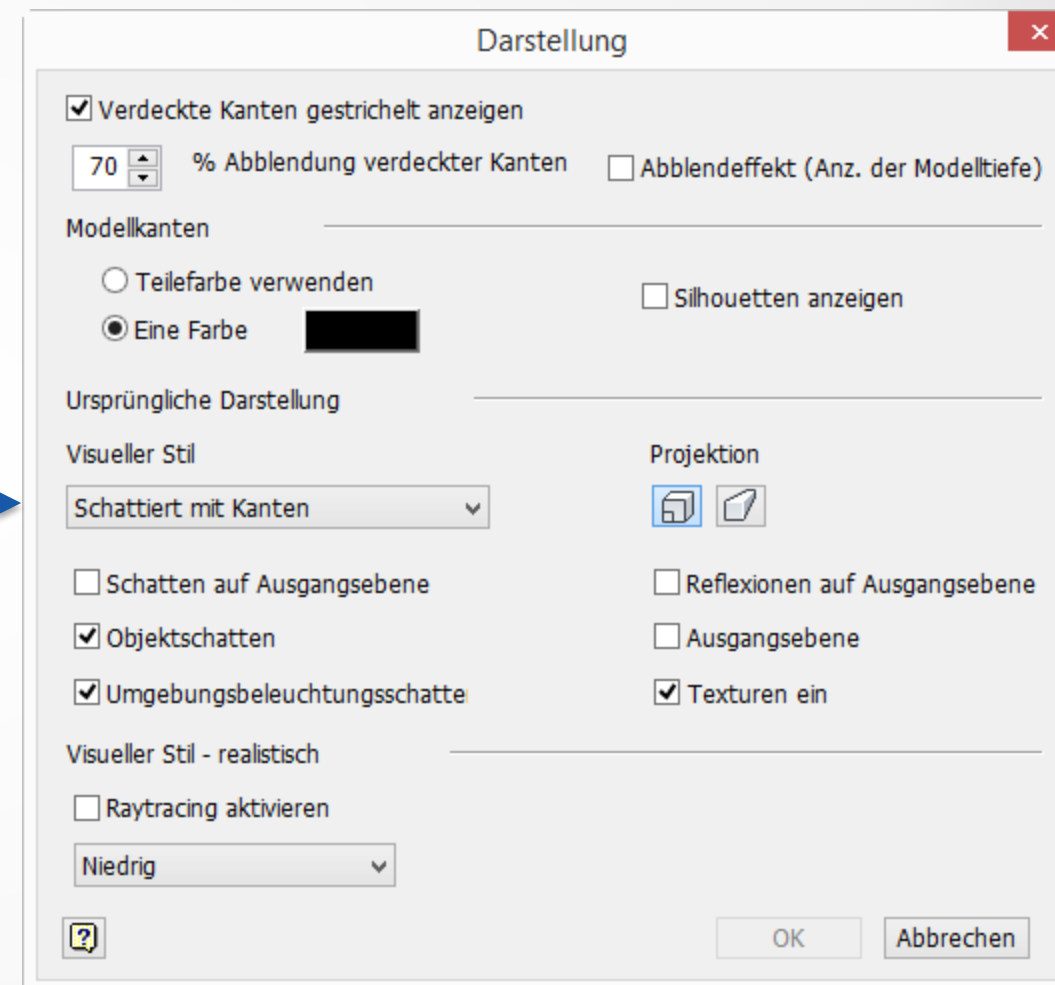 Darstellung
Verdeckte Kanten gestrichelt anzeigen
70 % Abblendung verdeckter Kanten
Abblendeffekt (Anz. der Modelltiefe)
Modellkanten
Teilefarbe verwenden
Eine Farbe
Silhouetten anzeigen
Ursprüngliche Darstellung
Visueller Stil
Projektion
Schattiert mit Kanten
Schatten auf Ausgangsebene
Reflexionen auf Ausgangsebene
Objektschatten
Ausgangsebene
Umgebungsbeleuchtungsschatte
Texturen ein
Visueller Stil - realistisch
Raytracing aktivieren
Niedrig
?
OK
Abbrechen